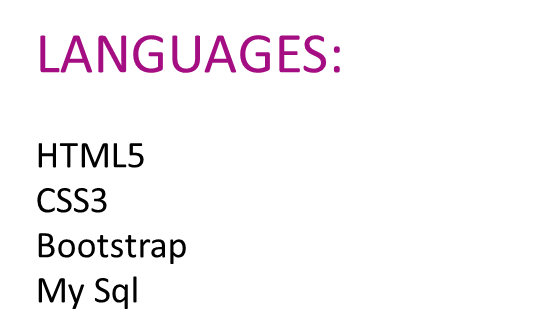 LANGUAGES:
HTML5
CSS3
Bootstrap
My Sql